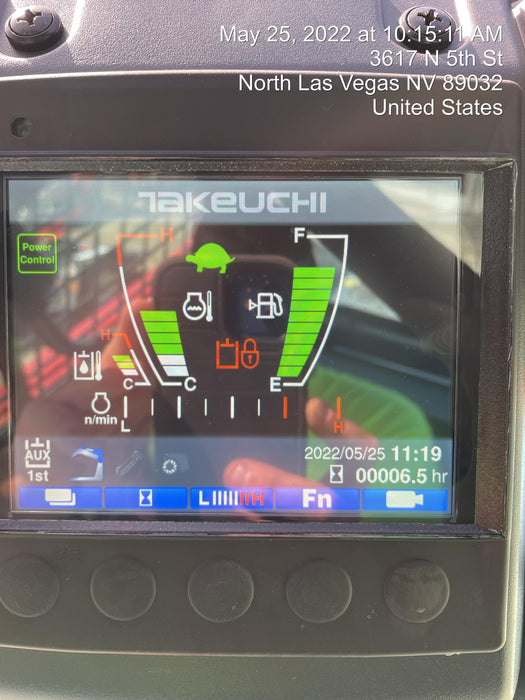 May 25, 2022 at 10:15:11 AM
3617 N 5th St
North Las Vegas NV 89032
United States
TAKEUCHI
Power
Control
H
F
H
C
C
E
n/min
L
H
AUX
1st
2022/05/25 11:19
00006.5 hr
L H
Fn